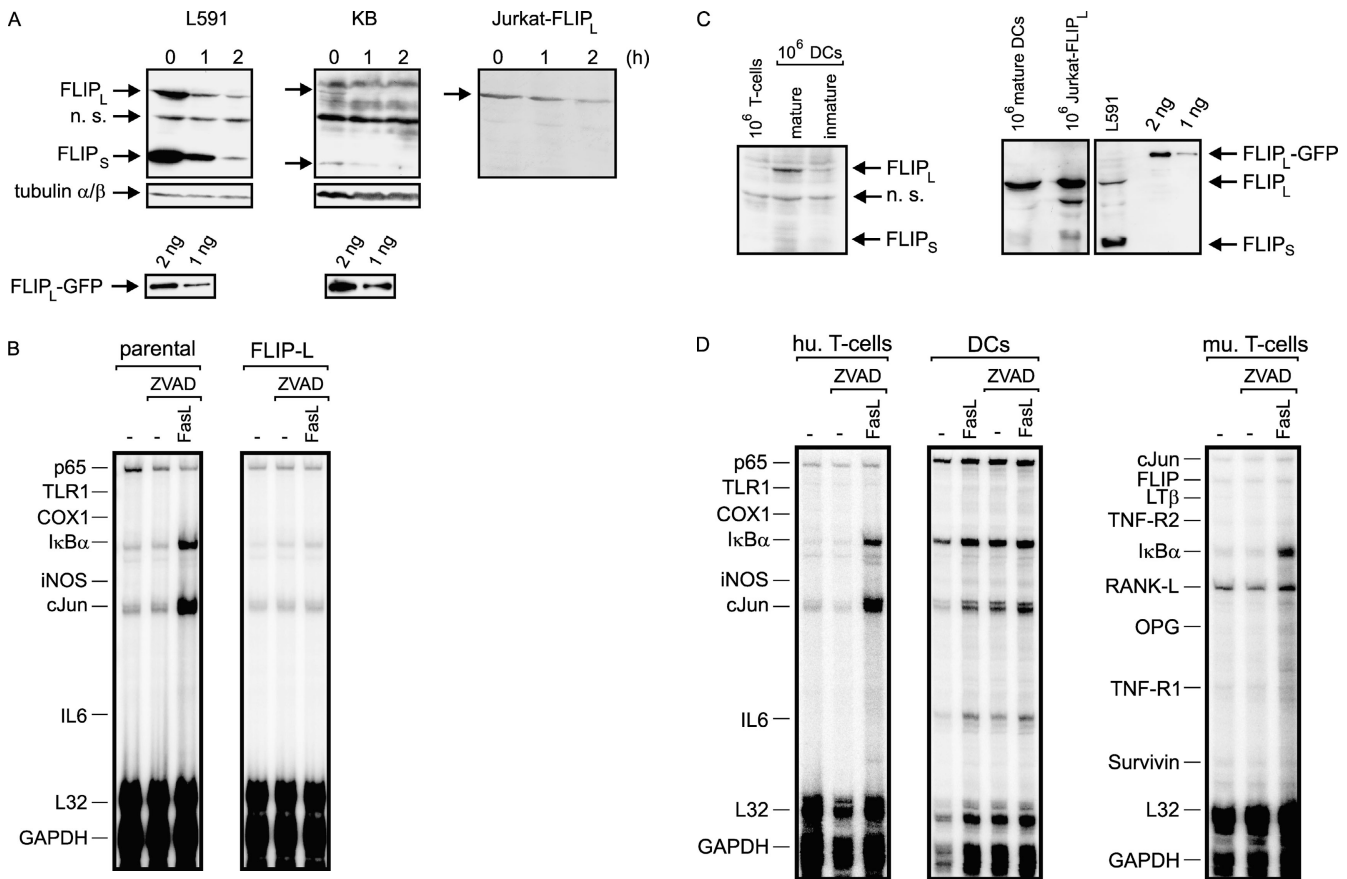 A
L591
KB
Jurkat-FLIPL
0 1 2
0 1 2
0 1 2 (h)
FLIPL
n. s.
FLIPS
tubulin α/β
2 ng
1 ng
2 ng
1 ng
FLIPL-GFP
B
parental
FLIP-L
ZVAD
ZVAD
- - FasL
- - FasL
p65
TLR1
COX1
IκBα
iNOS
cJun
IL6
L32
GAPDH
C
10^6 T-cells
10^6 DCs
mature
inmature
FLIPL
n. s.
FLIPS
10^6 mature DCs
10^6 Jurkat-FLIPL
L591
2 ng
1 ng
FLIPL-GFP
FLIPL
FLIPS
D
hu. T-cells
DCs
mu. T-cells
ZVAD
ZVAD
ZVAD
- - FasL
- FasL - FasL
- - FasL
p65
TLR1
COX1
IκBα
iNOS
cJun
IL6
L32
GAPDH
cJun
FLIP
LTβ
TNF-R2
IκBα
RANK-L
OPG
TNF-R1
Survivin
L32
GAPDH